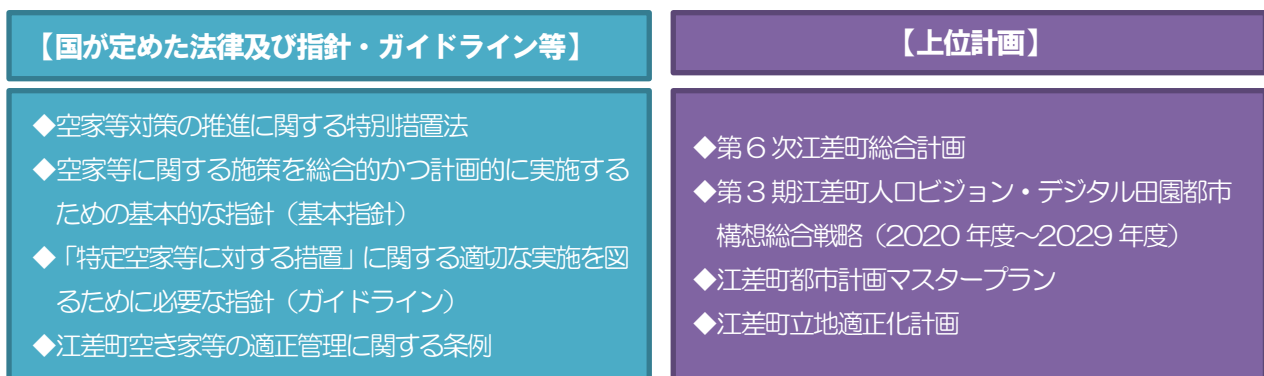 【国が定めた法律及び指針・ガイドライン等】
◆空家等対策の推進に関する特別措置法
◆空家等に関する施策を総合的かつ計画的に実施する
ための基本的な指針（基本指針）
◆「特定空家等に対する措置」に関する適切な実施を図
るために必要な指針（ガイドライン）
◆江差町空き家等の適正管理に関する条例
【上位計画】
◆第６次江差町総合計画
◆第３期江差町人口ビジョン・デジタル田園都市
構想総合戦略（2020 年度～2029 年度）
◆江差町都市計画マスタープラン
◆江差町立地適正化計画